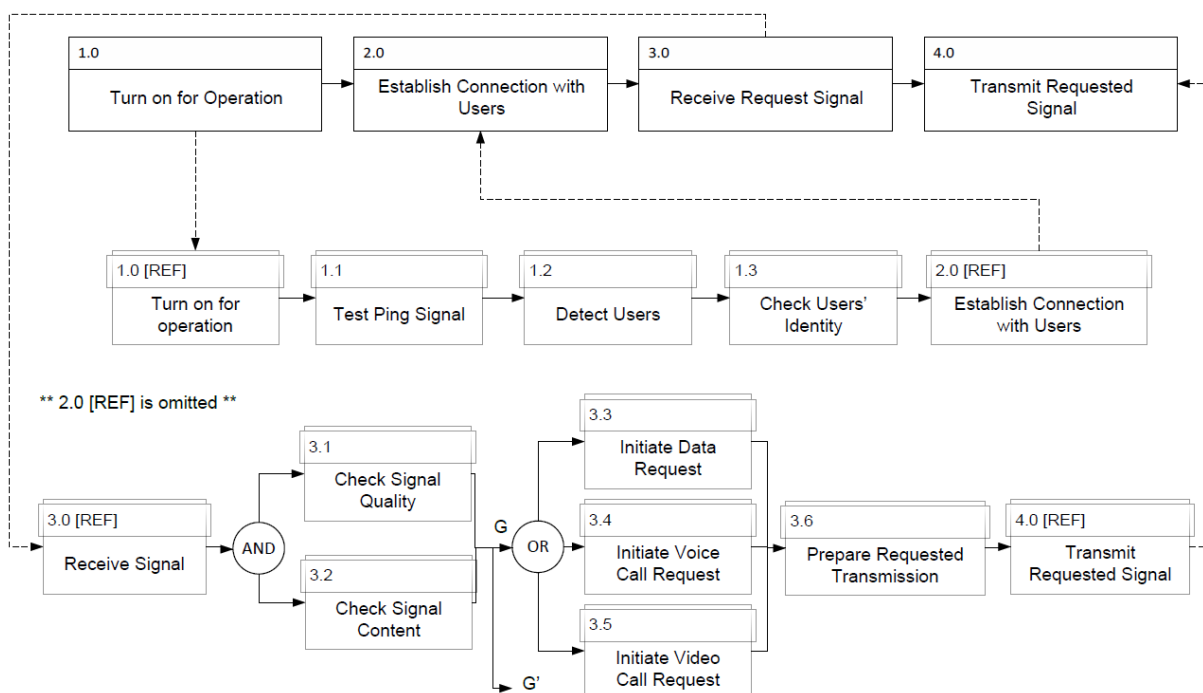 1.0
Turn on for Operation
2.0
Establish Connection with
Users
3.0
Receive Request Signal
4.0
Transmit Requested
Signal
1.0 [REF]
Turn on for
operation
1.1
Test Ping Signal
1.2
Detect Users
1.3
Check Users'
Identity
2.0 [REF]
Establish Connection
with Users
** 2.0 [REF] is omitted **
3.0 [REF]
Receive Signal
AND
3.1
Check Signal
Quality
3.2
Check Signal
Content
G
G'
OR
3.3
Initiate Data
Request
3.4
Initiate Voice
Call Request
3.5
Initiate Video
Call Request
3.6
Prepare Requested
Transmission
4.0 [REF]
Transmit
Requested Signal